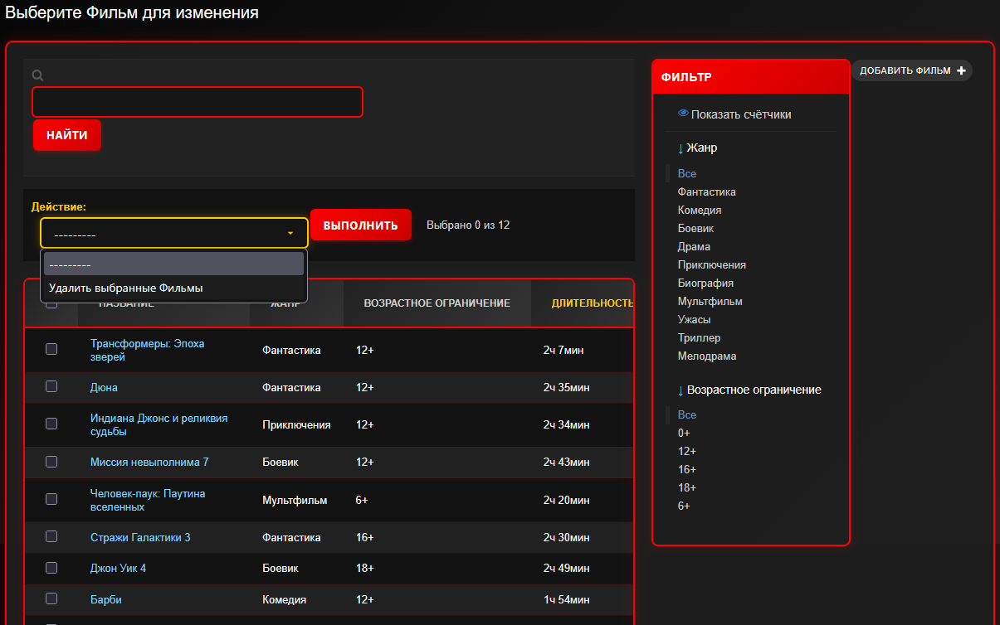 Выберите Фильм для изменения
НАЙТИ
Действие:
---------
ВЫПОЛНИТЬ
Выбрано 0 из 12
---------
Удалить выбранные Фильмы
НАЗВАНИЕ ЖАНР ВОЗРАСТНОЕ ОГРАНИЧЕНИЕ ДЛИТЕЛЬНОСТЬ
Трансформеры: Эпоха
зверей
Фантастика 12+ 2ч 7мин
Дюна Фантастика 12+ 2ч 35мин
Индиана Джонс и реликвия
судьбы
Приключения 12+ 2ч 34мин
Миссия невыполнима 7 Боевик 12+ 2ч 43мин
Человек-паук: Паутина
вселенных
Мультфильм 6+ 2ч 20мин
Стражи Галактики 3 Фантастика 16+ 2ч 30мин
Джон Уик 4 Боевик 18+ 2ч 49мин
Барби Комедия 12+ 1ч 54мин
ФИЛЬТР
Показать счётчики
↓ Жанр
Все
Фантастика
Комедия
Боевик
Драма
Приключения
Биография
Мультфильм
Ужасы
Триллер
Мелодрама
↓ Возрастное ограничение
Все
0+
12+
16+
18+
6+
ДОБАВИТЬ ФИЛЬМ